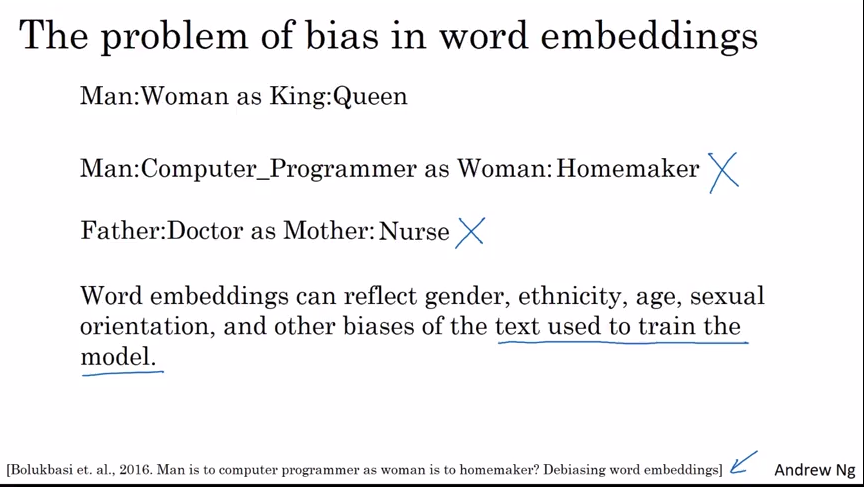 The problem of bias in word embeddings
Man:Woman as King:Queen
Man:Computer_Programmer as Woman:Homemaker
Father:Doctor as Mother:Nurse
Word embeddings can reflect gender, ethnicity, age, sexual
orientation, and other biases of the text used to train the
model.
[Bolukbasi et. al., 2016. Man is to computer programmer as woman is to homemaker? Debiasing word embeddings]
Andrew Ng